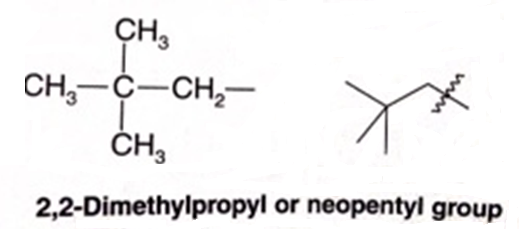 CH₃
CH₃—C—CH₂—
CH₃
2,2-Dimethylpropyl or neopentyl group